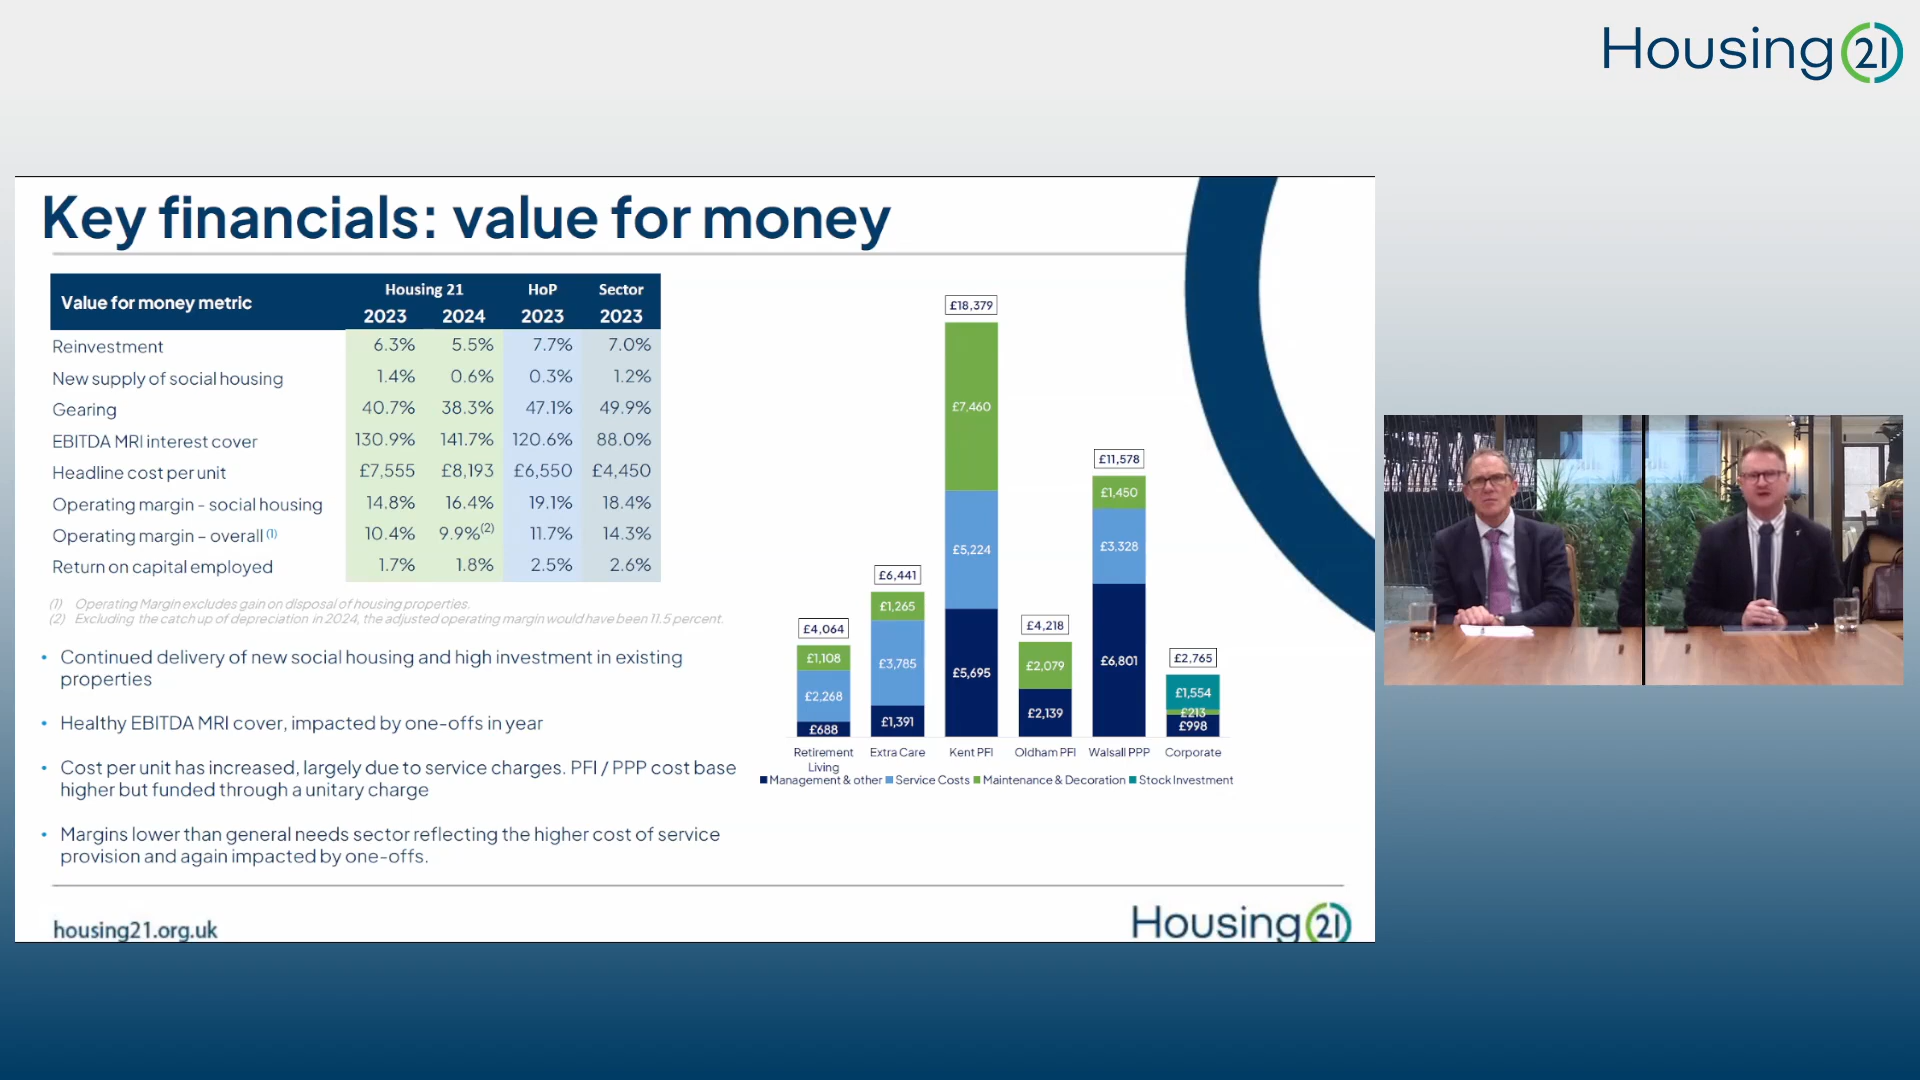 Housing 21
Key financials: value for money
Value for money metric
Housing 21 HoP Sector
2023 2024 2023 2023
Reinvestment 6.3% 5.5% 7.7% 7.0%
New supply of social housing 1.4% 0.6% 0.3% 1.2%
Gearing 40.7% 38.3% 47.1% 49.9%
EBITDA MRI interest cover 130.9% 141.7% 120.6% 88.0%
Headline cost per unit £7,555 £8,193 £6,550 £4,450
Operating margin - social housing 14.8% 16.4% 19.1% 18.4%
Operating margin – overall (1) 10.4% 9.9%(2) 11.7% 14.3%
Return on capital employed 1.7% 1.8% 2.5% 2.6%
(1) Operating Margin excludes gain on disposal of housing properties.
(2) Excluding the catch up of depreciation in 2024, the adjusted operating margin would have been 11.5 percent.
• Continued delivery of new social housing and high investment in existing
properties
• Healthy EBITDA MRI cover, impacted by one-offs in year
• Cost per unit has increased, largely due to service charges. PFI / PPP cost base
higher but funded through a unitary charge
• Margins lower than general needs sector reflecting the higher cost of service
provision and again impacted by one-offs.
£4,064
£1,108
£2,268
£688
£6,441
£1,265
£3,785
£1,391
£18,379
£7,460
£5,224
£5,695
£4,218
£2,079
£2,139
£11,578
£1,450
£3,328
£6,801
£2,765
£1,554
£213
£998
Retirement Living
Extra Care
Kent PFI
Oldham PFI
Walsall PPP
Corporate
Management & other Service Costs Maintenance & Decoration Stock Investment
housing21.org.uk
Housing 21